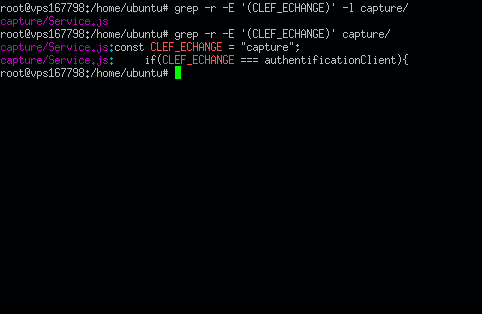 root@vps167798:/home/ubuntu# grep -r -E '(CLEF_ECHANGE)' -l capture/
capture/Service.js
root@vps167798:/home/ubuntu# grep -r -E '(CLEF_ECHANGE)' capture/
capture/Service.js:const CLEF_ECHANGE = "capture";
capture/Service.js:     if(CLEF_ECHANGE === authentificationClient){
root@vps167798:/home/ubuntu#